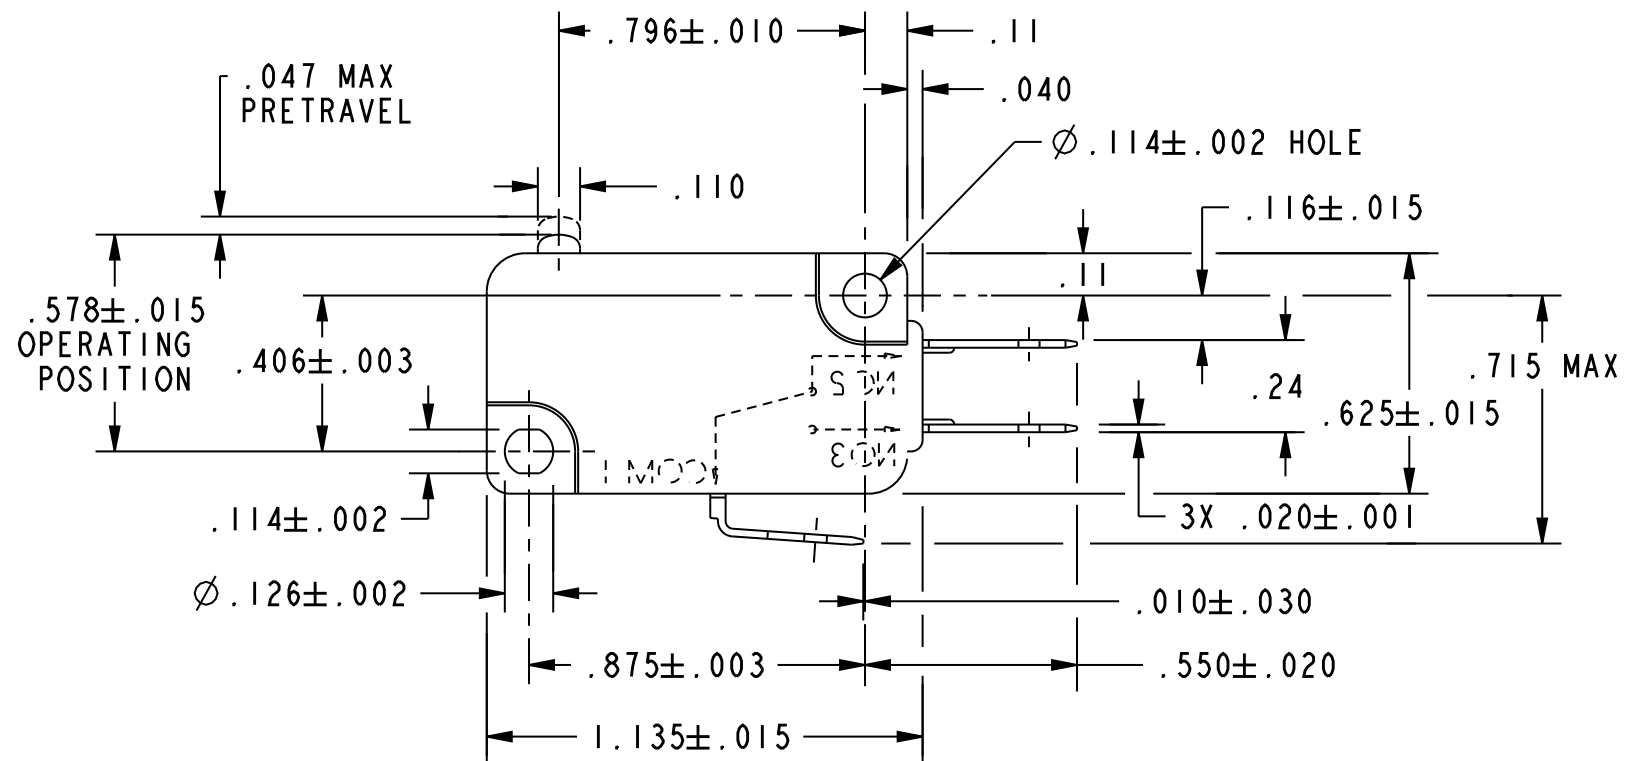 .796±.010
.11
.047 MAX
PRETRAVEL
.040
Ø.114±.002 HOLE
.110
.116±.015
.11
.578±.015
OPERATING
POSITION
.406±.003
.715 MAX
.24
.625±.015
NC 2
NO3
COM 1
.114±.002
3X .020±.001
Ø.126±.002
.010±.030
.875±.003
.550±.020
1.135±.015